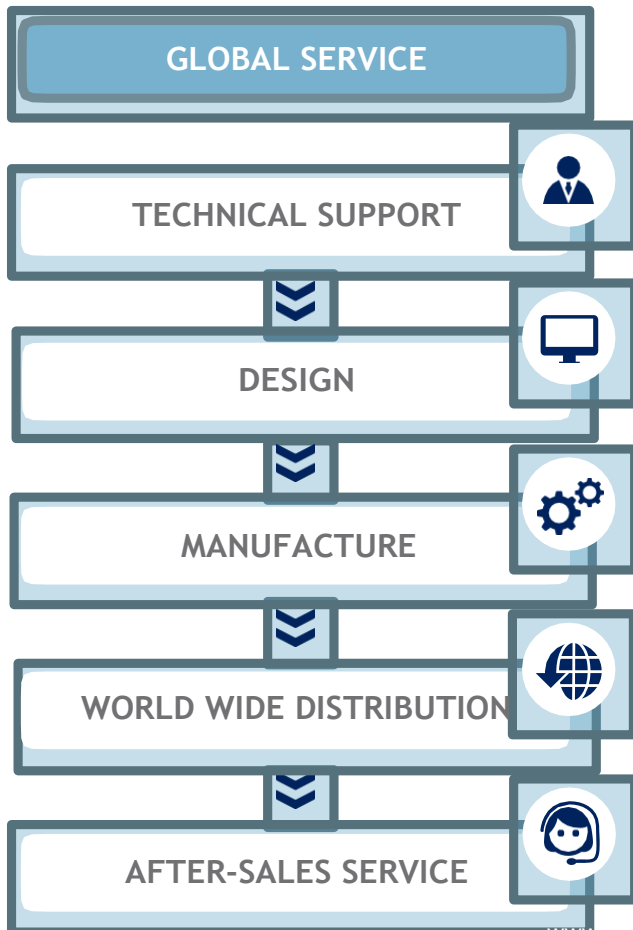 GLOBAL SERVICE
TECHNICAL SUPPORT
DESIGN
MANUFACTURE
WORLD WIDE DISTRIBUTION
AFTER-SALES SERVICE